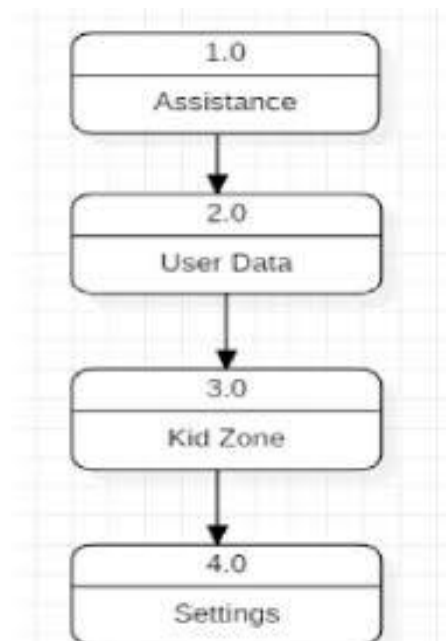 1.0
Assistance
2.0
User Data
3.0
Kid Zone
4.0
Settings